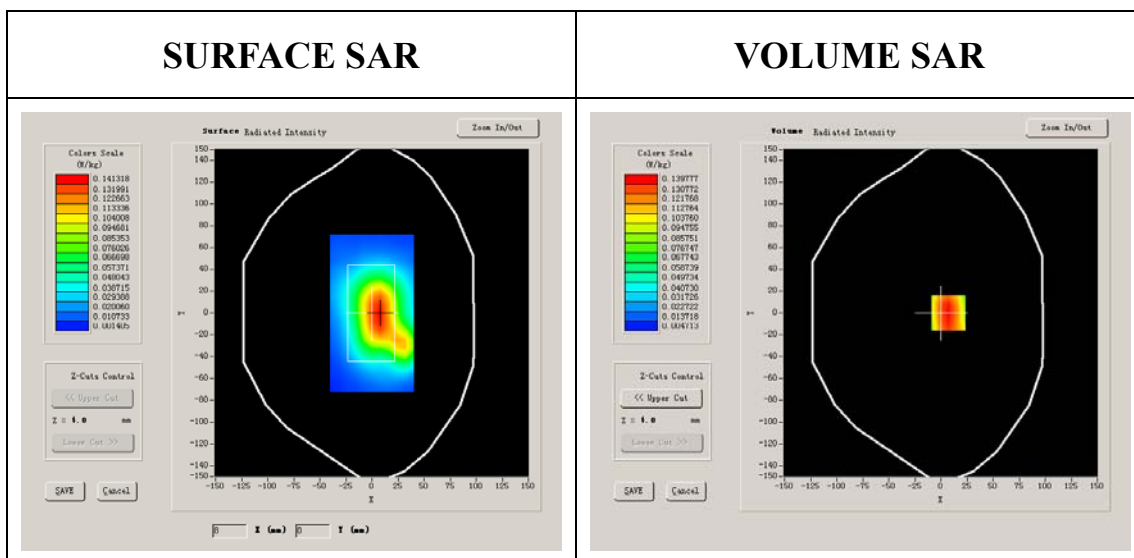 SURFACE SAR
VOLUME SAR
Surface Radiated Intensity
Zoom In/Out
Colors Scale
(W/kg)
0.141318
0.131991
0.122663
0.113336
0.104008
0.094681
0.085353
0.076026
0.066698
0.057371
0.048043
0.038715
0.029388
0.020060
0.010733
0.001405
150
120
100
80
60
40
20
0
-20
-40
-60
-80
-100
-120
-140
-150
Y
-150 -125 -100 -75 -50 -25 0 25 50 75 100 125 150
X
Z-Cuts Control
<< Upper Cut
Z = 4.0 mm
Lower Cut >>
SAVE
Cancel
8 X (mm) 0 Y (mm)
Volume Radiated Intensity
Zoom In/Out
Colors Scale
(W/kg)
0.139777
0.130772
0.121768
0.112764
0.103760
0.094755
0.085751
0.076747
0.067743
0.058739
0.049734
0.040730
0.031726
0.022722
0.013718
0.004713
150
120
100
80
60
40
20
0
-20
-40
-60
-80
-100
-120
-140
-150
Y
-150 -125 -100 -75 -50 -25 0 25 50 75 100 125 150
X
Z-Cuts Control
<< Upper Cut
Z = 4.0 mm
Lower Cut >>
SAVE
Cancel